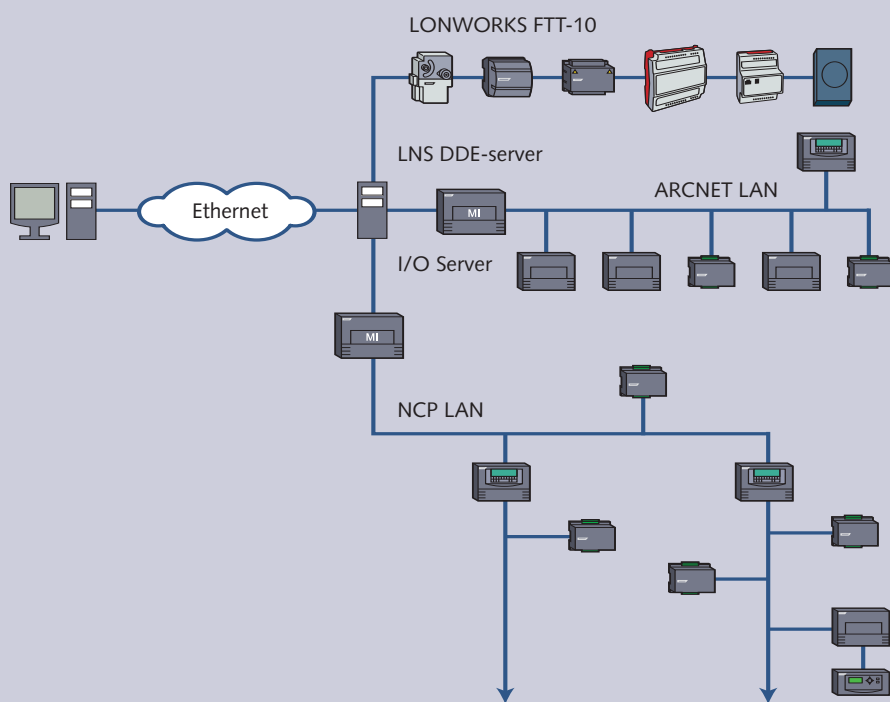 LONWORKS FTT-10
LNS DDE-server
ARCNET LAN
Ethernet
MI
I/O Server
MI
NCP LAN